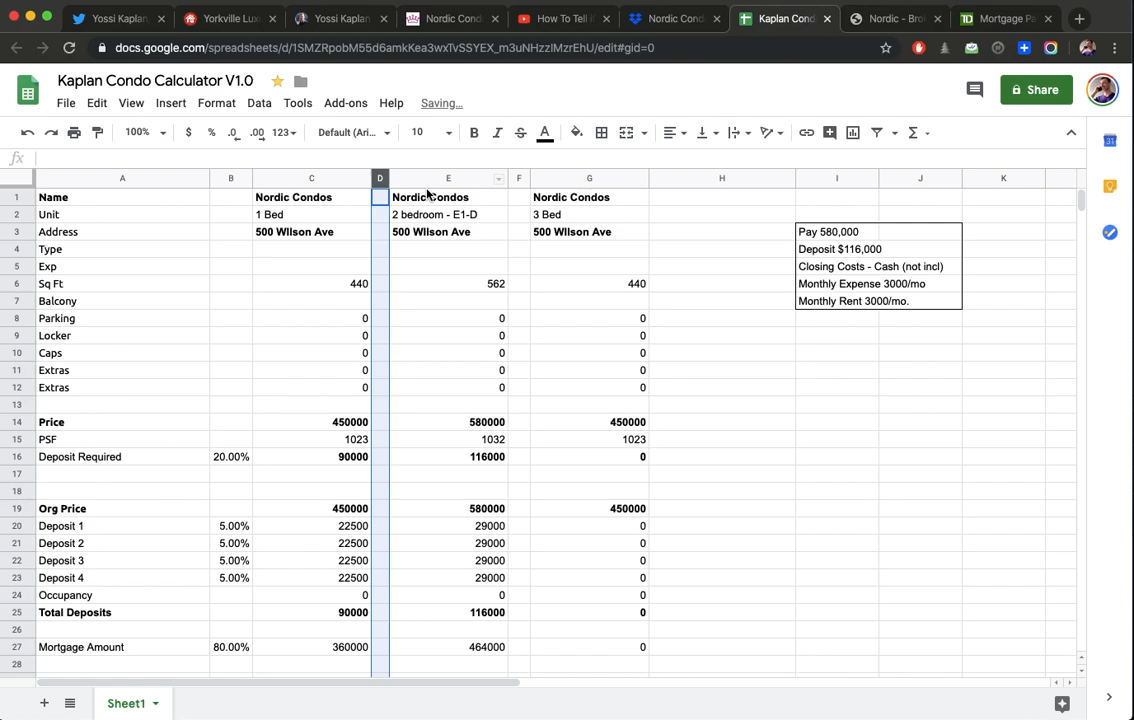 Yossi Kaplan,
Yorkville Lux
Yossi Kaplan
Nordic Con
How To Tell i
Nordic Cond
Kaplan Cond
Nordic - Bro
Mortgage Pa
docs.google.com/spreadsheets/d/1SMZRpobM55d6amkKea3wxTvSSYEX_m3uNHzzlMzrEhU/edit#gid=0
Kaplan Condo Calculator V1.0
Share
File Edit View Insert Format Data Tools Add-ons Help Saving...
100% $ % .0 .00 123 Default (Ari... 10 B I S A
fx
A B C D E F G H I J K
1 Name Nordic Condos Nordic Condos Nordic Condos
2 Unit 1 Bed 2 bedroom - E1-D 3 Bed
3 Address 500 WIlson Ave 500 WIlson Ave 500 WIlson Ave Pay 580,000
4 Type Deposit $116,000
5 Exp Closing Costs - Cash (not incl)
6 Sq Ft 440 562 440 Monthly Expense 3000/mo
7 Balcony Monthly Rent 3000/mo.
8 Parking 0 0 0
9 Locker 0 0 0
10 Caps 0 0 0
11 Extras 0 0 0
12 Extras 0 0 0
13
14 Price 450000 580000 450000
15 PSF 1023 1032 1023
16 Deposit Required 20.00% 90000 116000 0
17
18
19 Org Price 450000 580000 450000
20 Deposit 1 5.00% 22500 29000 0
21 Deposit 2 5.00% 22500 29000 0
22 Deposit 3 5.00% 22500 29000 0
23 Deposit 4 5.00% 22500 29000 0
24 Occupancy 0 0 0
25 Total Deposits 90000 116000 0
26
27 Mortgage Amount 80.00% 360000 464000 0
28
Sheet1